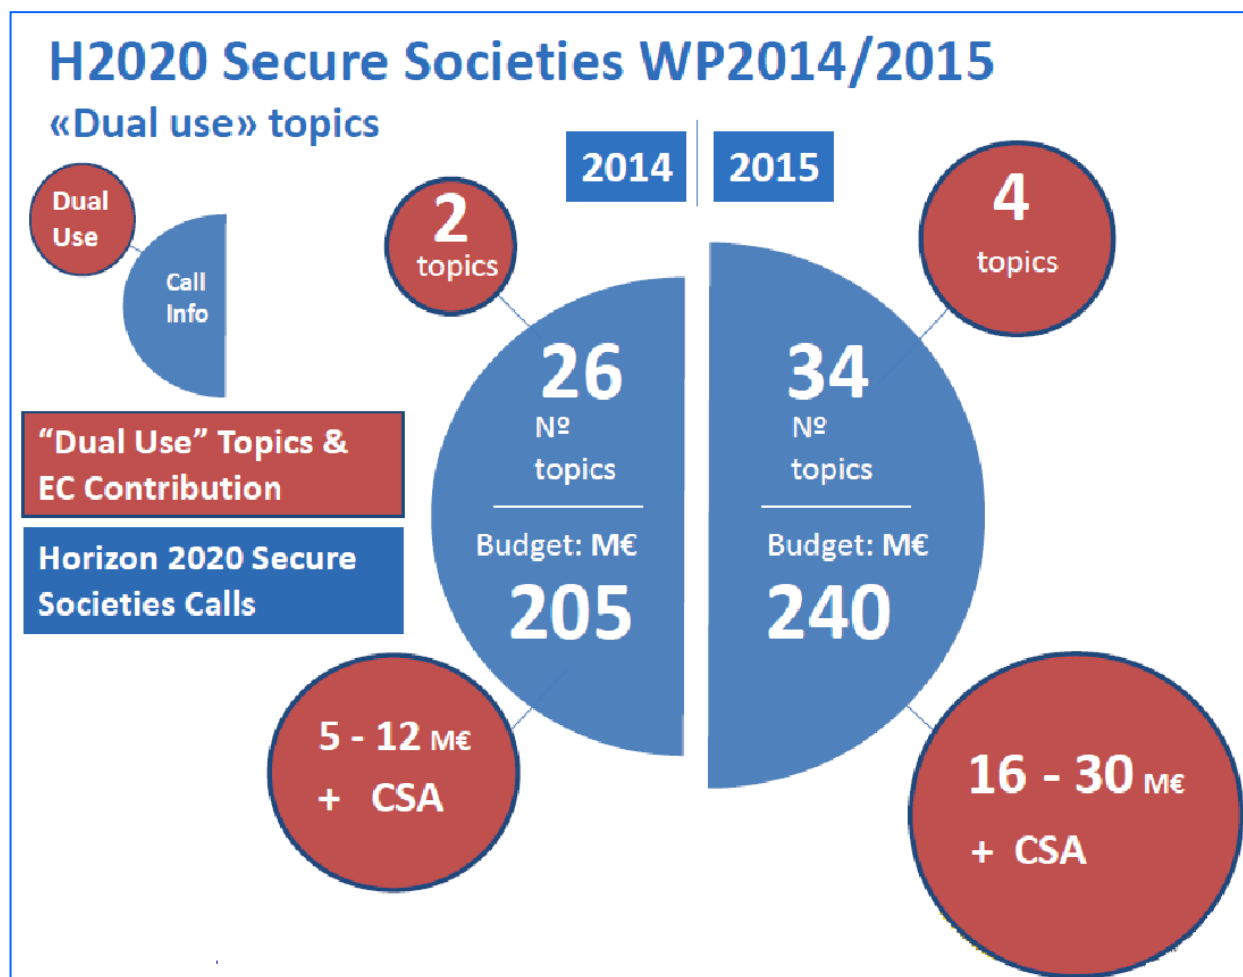 H2020 Secure Societies WP2014/2015
«Dual use» topics
2014
2015
Dual
Use
Call
Info
2
topics
4
topics
"Dual Use" Topics &
EC Contribution
Horizon 2020 Secure
Societies Calls
26
Nº
topics
Budget: M€
205
34
Nº
topics
Budget: M€
240
5 - 12 M€
+ CSA
16 - 30 M€
+ CSA